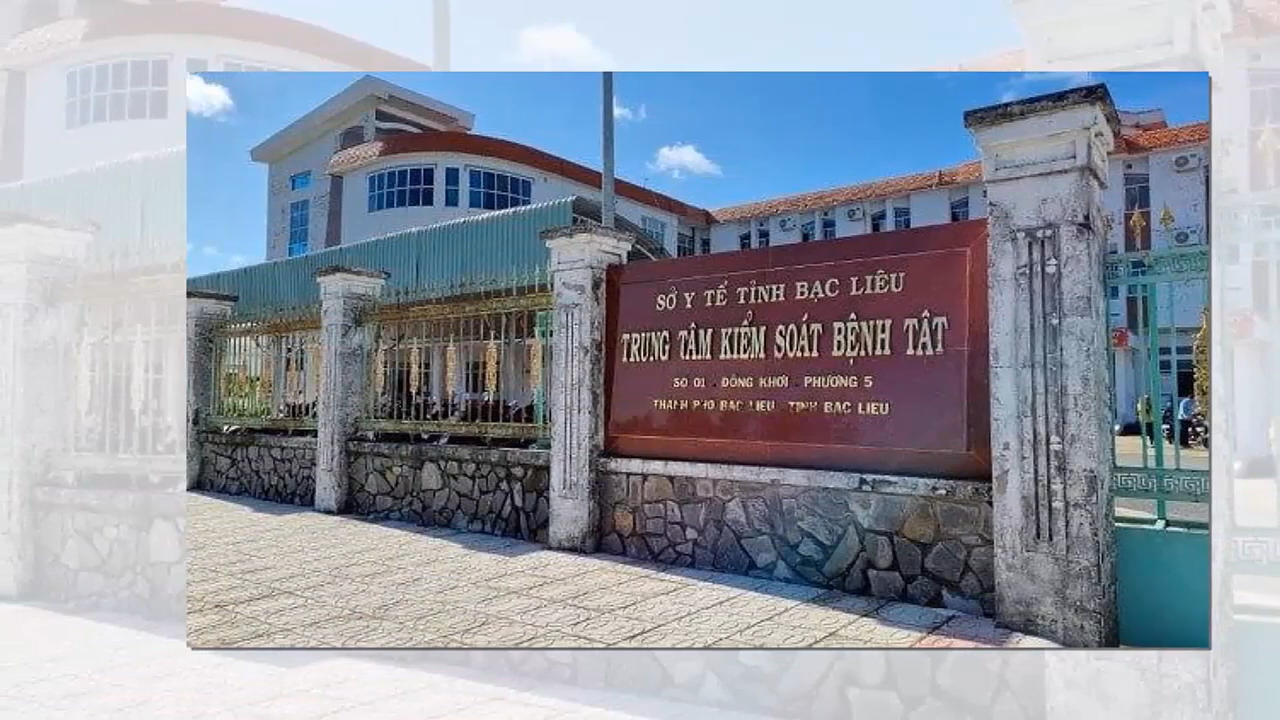 SỞ Y TẾ TỈNH BẠC LIÊU
TRUNG TÂM KIỂM SOÁT BỆNH TẬT
SỐ 01 . ĐỒNG KHỞI . PHƯỜNG 5
THÀNH PHỐ BẠC LIÊU - TỈNH BẠC LIÊU